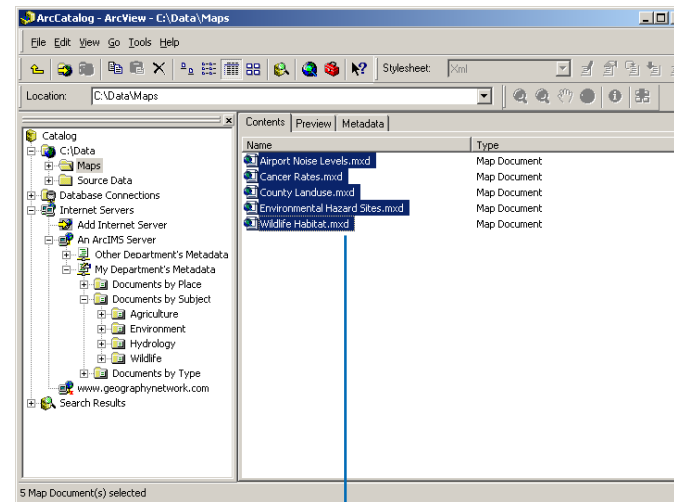 ArcCatalog - ArcView - C:\Data\Maps
File Edit View Go Tools Help
Stylesheet: Xml
Location: C:\Data\Maps
Catalog
C:\Data
Maps
Source Data
Database Connections
Internet Servers
Add Internet Server
An ArcIMS Server
Other Department's Metadata
My Department's Metadata
Documents by Place
Documents by Subject
Agriculture
Environment
Hydrology
Wildlife
Documents by Type
www.geographynetwork.com
Search Results
Contents Preview Metadata
Name Type
Airport Noise Levels.mxd Map Document
Cancer Rates.mxd Map Document
County Landuse.mxd Map Document
Environmental Hazard Sites.mxd Map Document
Wildlife Habitat.mxd Map Document
5 Map Document(s) selected